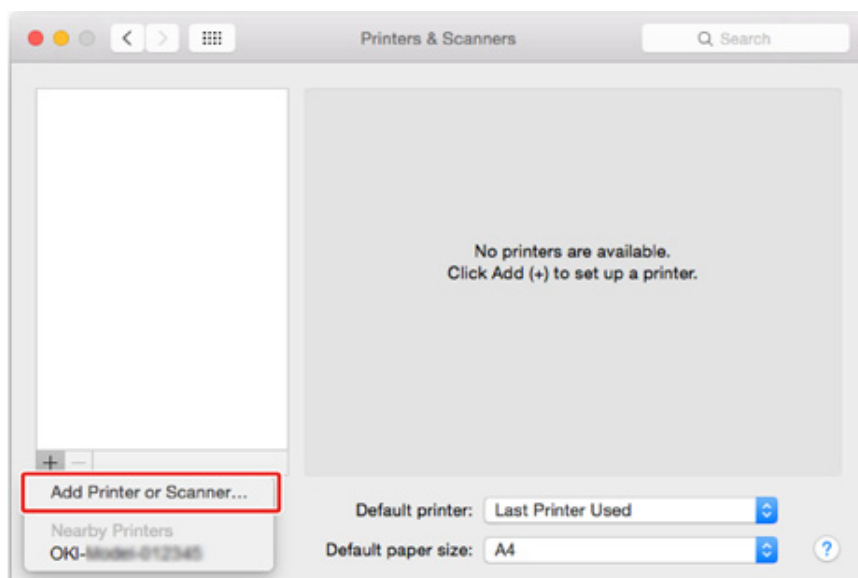 Printers & Scanners
Search
No printers are available.
Click Add (+) to set up a printer.
+ −
Add Printer or Scanner...
Nearby Printers
OKI-
Default printer: Last Printer Used
Default paper size: A4
?